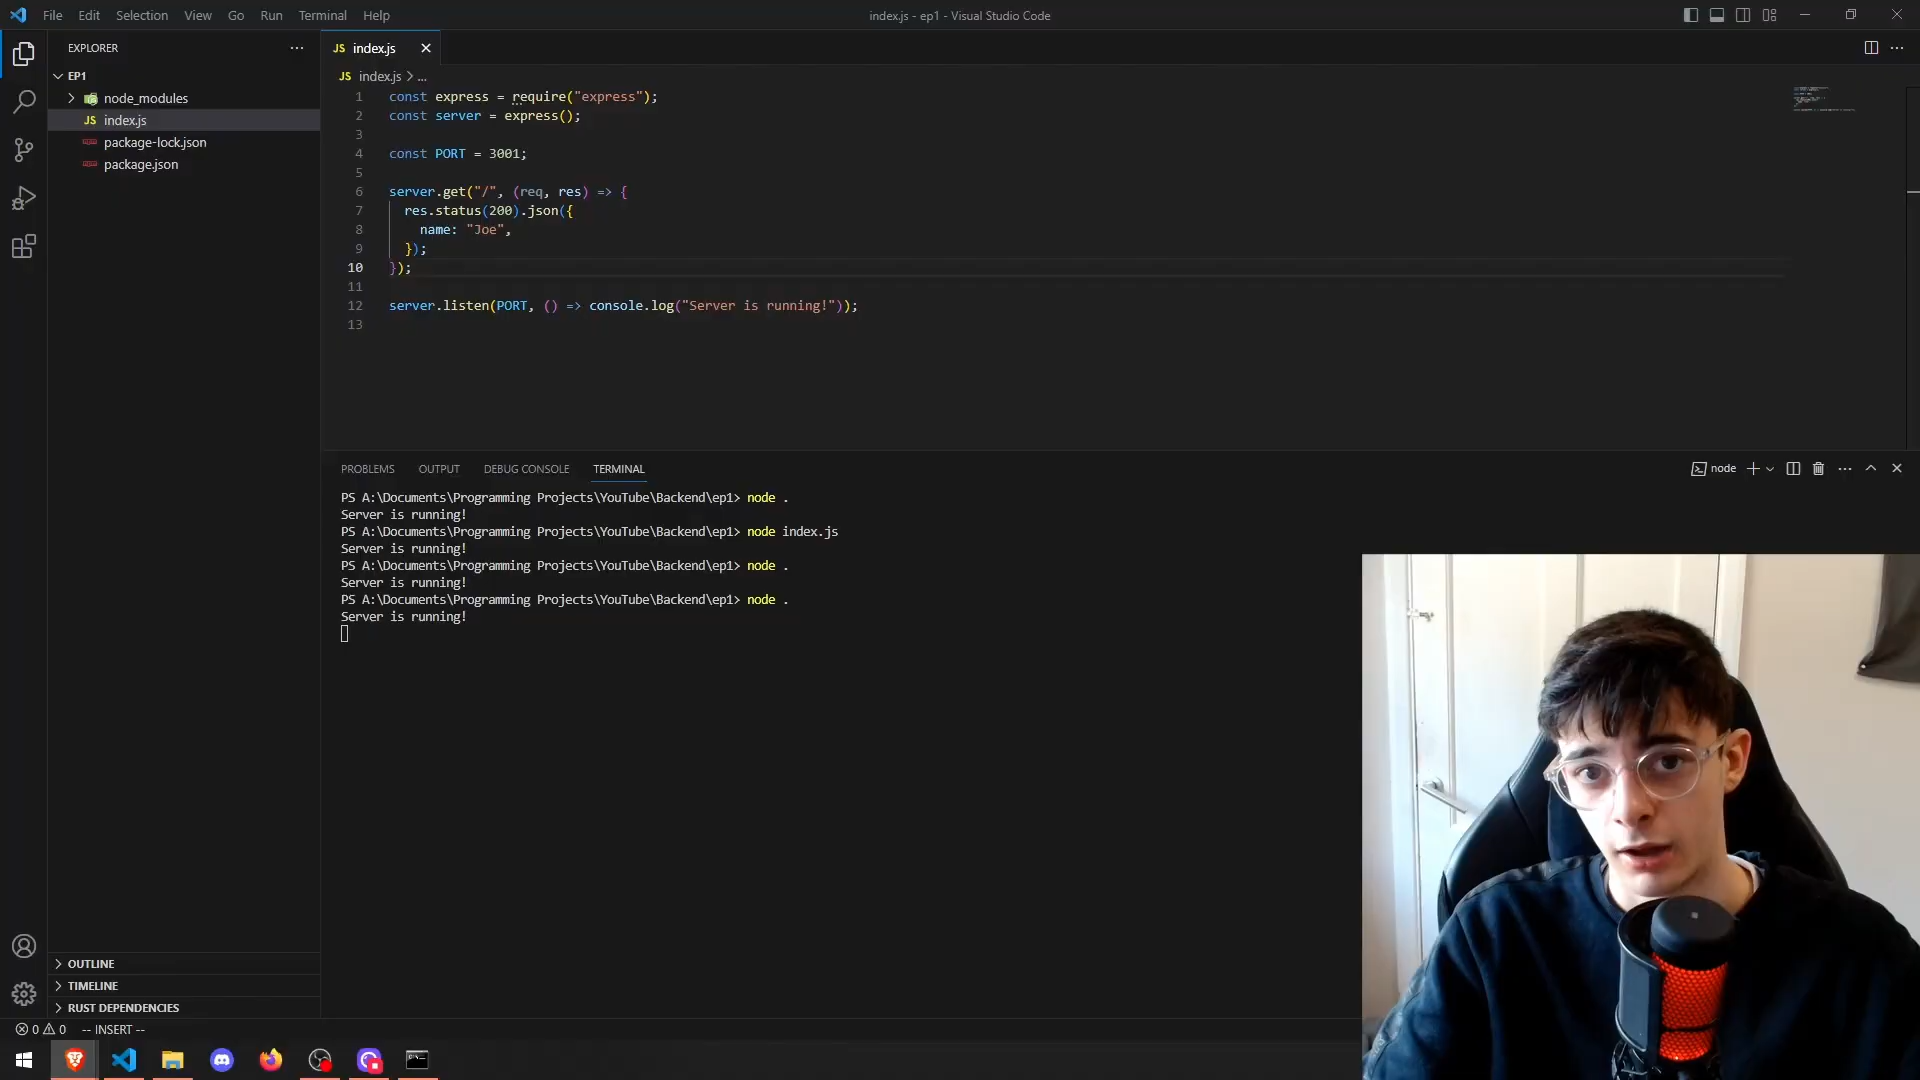 File Edit Selection View Go Run Terminal Help
index.js - ep1 - Visual Studio Code
EXPLORER
EP1
node_modules
JS index.js
package-lock.json
package.json
OUTLINE
TIMELINE
RUST DEPENDENCIES
JS index.js
JS index.js > ...
1 const express = require("express");
2 const server = express();
3
4 const PORT = 3001;
5
6 server.get("/", (req, res) => {
7 res.status(200).json({
8 name: "Joe",
9 });
10 });
11
12 server.listen(PORT, () => console.log("Server is running!"));
13
PROBLEMS OUTPUT DEBUG CONSOLE TERMINAL
node
PS A:\Documents\Programming Projects\YouTube\Backend\ep1> node .
Server is running!
PS A:\Documents\Programming Projects\YouTube\Backend\ep1> node index.js
Server is running!
PS A:\Documents\Programming Projects\YouTube\Backend\ep1> node .
Server is running!
PS A:\Documents\Programming Projects\YouTube\Backend\ep1> node .
Server is running!
0 0 -- INSERT --